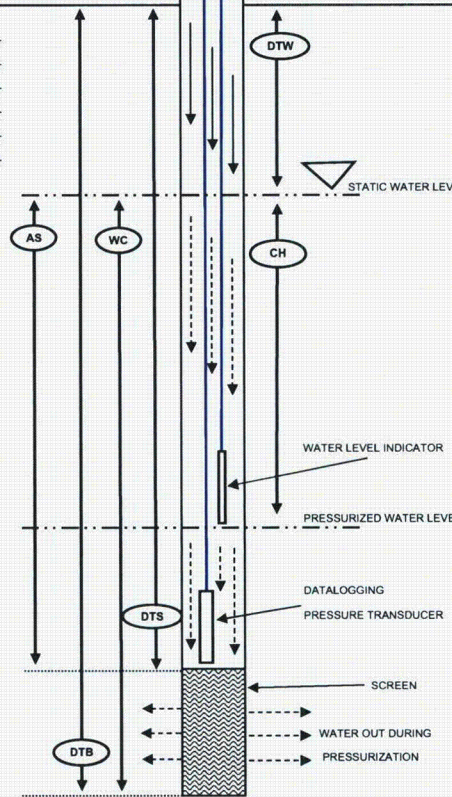 DTW
STATIC WATER LEV
AS
WC
CH
WATER LEVEL INDICATOR
PRESSURIZED WATER LEVE
DATALOGGING
PRESSURE TRANSDUCER
DTS
SCREEN
WATER OUT DURING
PRESSURIZATION
DTB